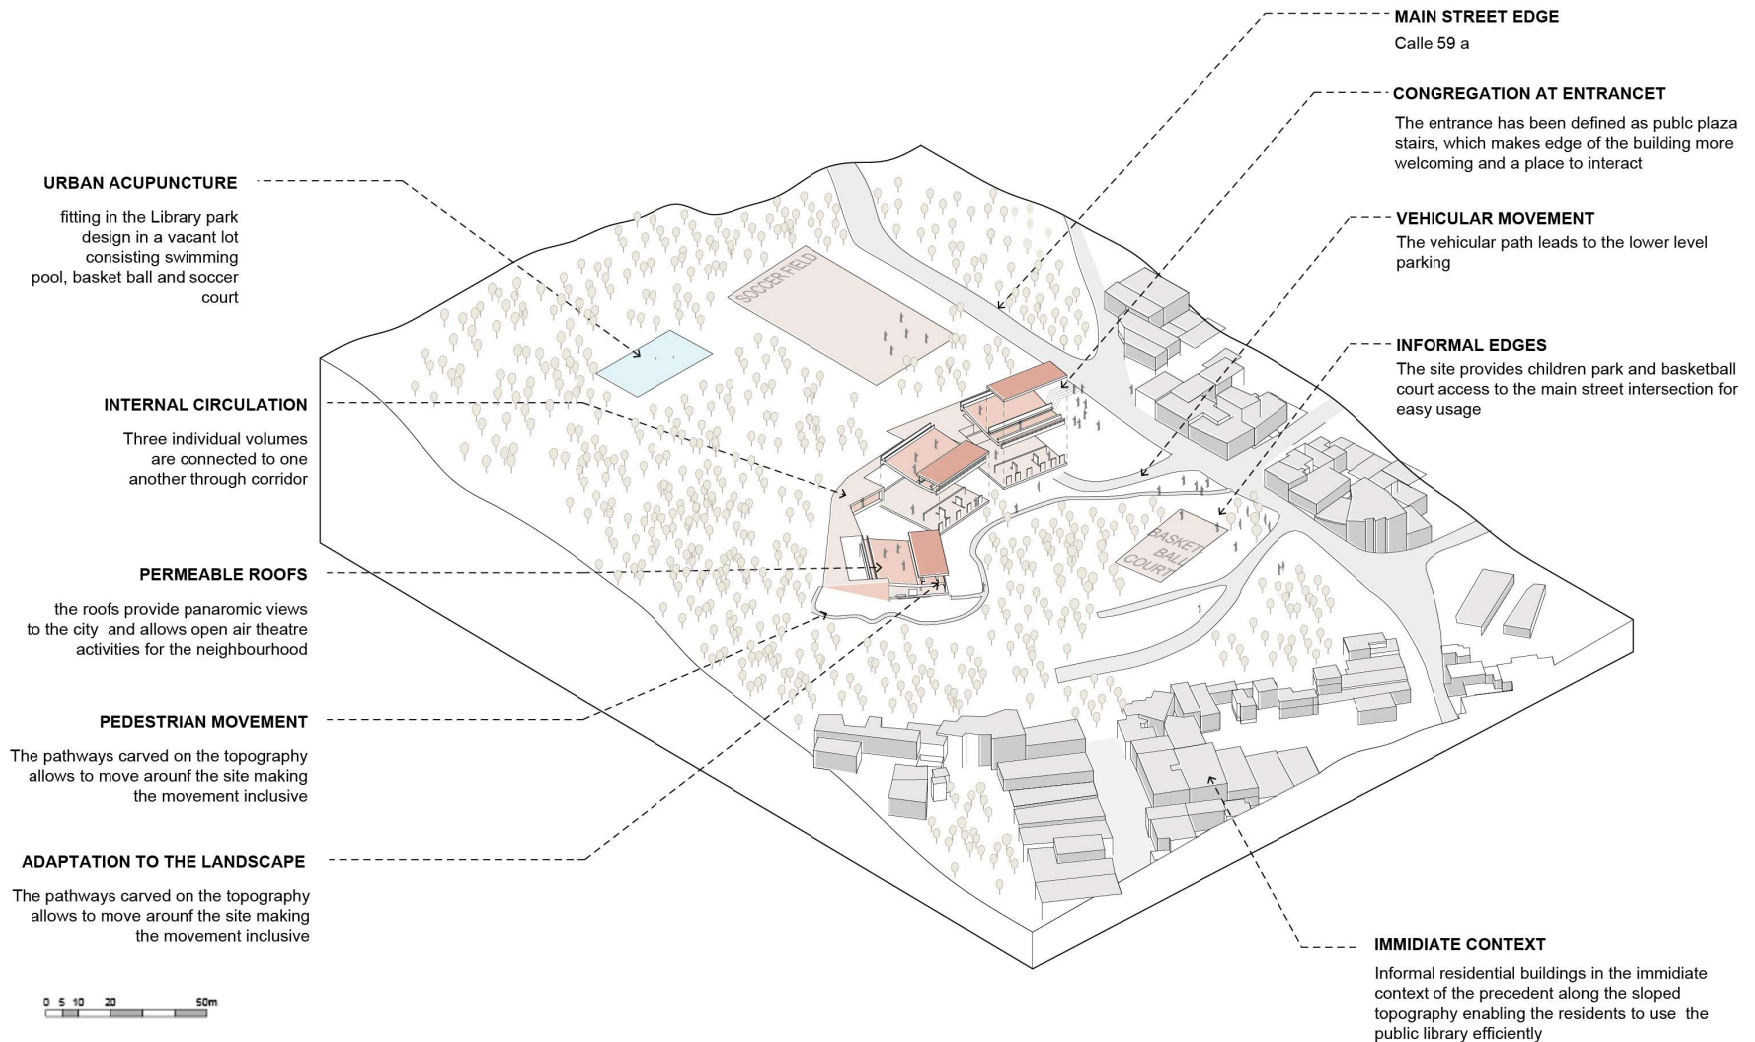 URBAN ACUPUNCTURE
fitting in the Library park
design in a vacant lot
consisting swimming
pool, basket ball and soccer
court
INTERNAL CIRCULATION
Three individual volumes
are connected to one
another through corridor
PERMEABLE ROOFS
the roofs provide panaromic views
to the city and allows open air theatre
activities for the neighbourhood
PEDESTRIAN MOVEMENT
The pathways carved on the topography
allows to move arounf the site making
the movement inclusive
ADAPTATION TO THE LANDSCAPE
The pathways carved on the topography
allows to move arounf the site making
the movement inclusive
0 5 10 20 50m
SOCCER FIELD
BASKET
BALL
COURT
MAIN STREET EDGE
Calle 59 a
CONGREGATION AT ENTRANCET
The entrance has been defined as publc plaza
stairs, which makes edge of the building more
welcoming and a place to interact
VEHICULAR MOVEMENT
The vehicular path leads to the lower level
parking
INFORMAL EDGES
The site provides children park and basketball
court access to the main street intersection for
easy usage
IMMIDIATE CONTEXT
Informal residential buildings in the immidiate
context of the precedent along the sloped
topography enabling the residents to use the
public library efficiently